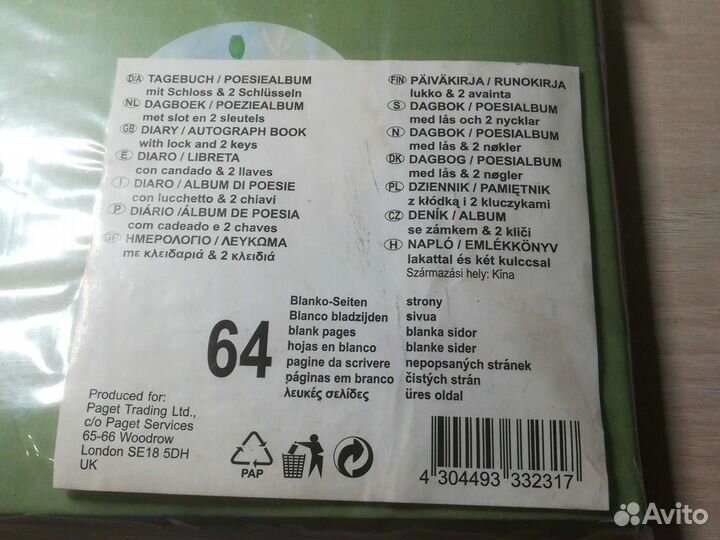 D/A TAGEBUCH / POESIEALBUM
mit Schloss & 2 Schlüsseln
NL DAGBOEK / POEZIEALBUM
met slot en 2 sleutels
GB DIARY / AUTOGRAPH BOOK
with lock and 2 keys
E DIARO / LIBRETA
con candado & 2 llaves
I DIARO / ALBUM DI POESIE
con lucchetto & 2 chiavi
P DIÁRIO /ÁLBUM DE POESIA
com cadeado e 2 chaves
GF ΗΜΕΡΟΛΟΓΙΟ / ΛΕΥΚΩΜΑ
me κλειδαριά & 2 κλειδιά
FIN PÄIVÄKIRJA / RUNOKIRJA
lukko & 2 avainta
S DAGBOK / POESIALBUM
med lås och 2 nycklar
N DAGBOK / POESIALBUM
med lås & 2 nøkler
DK DAGBOG / POESIALBUM
med lås & 2 nøgler
PL DZIENNIK / PAMIĘTNIK
z kłódką i 2 kluczykami
CZ DENÍK / ALBUM
se zámkem & 2 kliči
H NAPLÓ / EMLÉKKÖNYV
lakattal és két kulccsal
Származási hely: Kína
64
Blanko-Seiten
Blanco bladzijden
blank pages
hojas en blanco
pagine da scrivere
páginas em branco
λευκές σελίδες
strony
sivua
blanka sidor
blanke sider
nepopsaných stránek
čistých strán
üres oldal
Produced for:
Paget Trading Ltd.,
c/o Paget Services
65-66 Woodrow
London SE18 5DH
UK
PAP
4 304493 332317
Avito